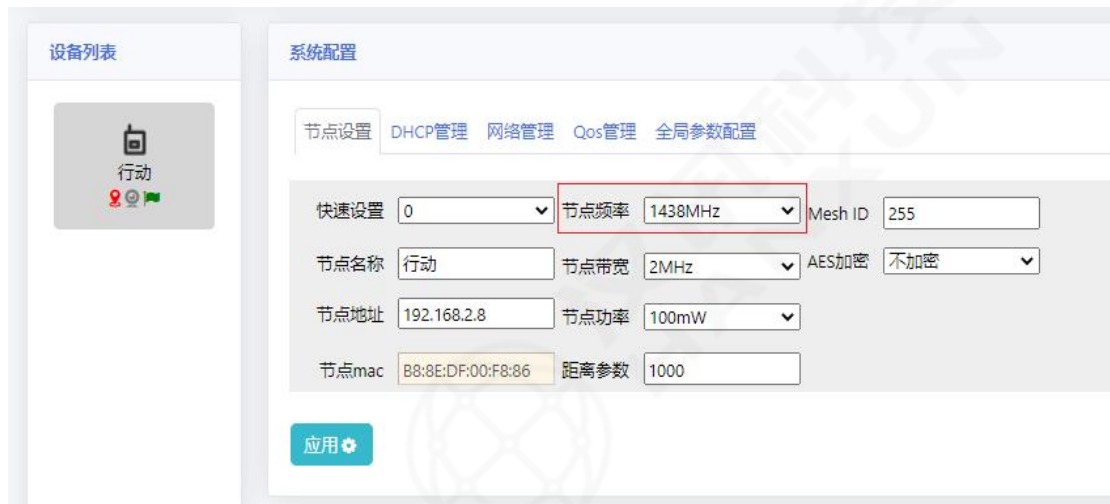 设备列表
系统配置
行动
节点设置 DHCP管理 网络管理 Qos管理 全局参数配置
快速设置 0 节点频率 1438MHz Mesh ID 255
节点名称 行动 节点带宽 2MHz AES加密 不加密
节点地址 192.168.2.8 节点功率 100mW
节点mac B8:8E:DF:00:F8:86 距离参数 1000
应用